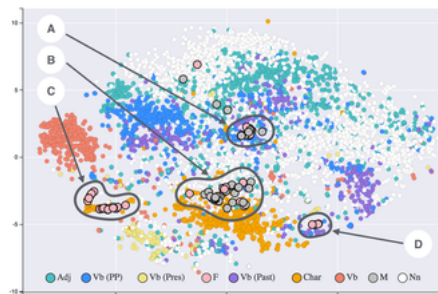 A
10
B
C
5
0
-5
D
Adj Vb (PP) Vb (Pres) F Vb (Past) Char Vb M Nn
-10